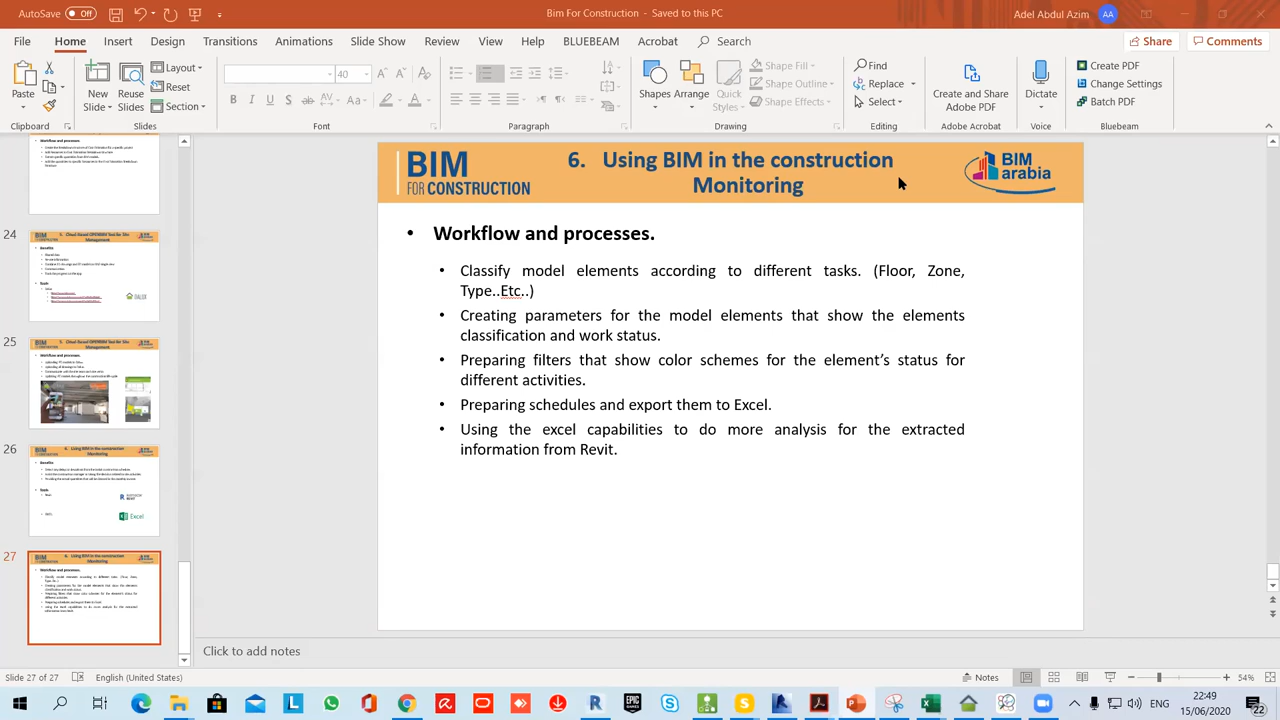 AutoSave Off
BIM For Construction - Saved to this PC
Adel Abdul AA
File Home Insert Draw Design Transitions Animations Slide Show Review View Help BLUEBEAM Acrobat Search
Share Comments
Paste
Clipboard
New Slide
Reuse Slides
Layout
Reset
Section
Slides
40
Font
Paragraph
Shapes
Arrange
Quick Styles
Shape Fill
Shape Outline
Shape Effects
Drawing
Find
Replace
Select
Editing
Create and Share Adobe PDF
Adobe Acrobat
Dictate
Voice
Create PDF
Change Settings
Batch PDF
Bluebeam
24
25
26
27
BIM
FOR CONSTRUCTION
6. Using BIM in the construction
Monitoring
BIM
arabia
• Workflow and processes.
• Classify model elements according to different tasks. (Floor, Zone,
Type..Etc..)
• Creating parameters for the model elements that show the elements
classification and work status.
• Preparing filters that show color schemes for the element's status for
different activities.
• Preparing schedules and export them to Excel.
• Using the excel capabilities to do more analysis for the extracted
information from Revit.
Click to add notes
Slide 27 of 27 English (United States) Notes 54%
ENG
22:49
15/06/2020
22